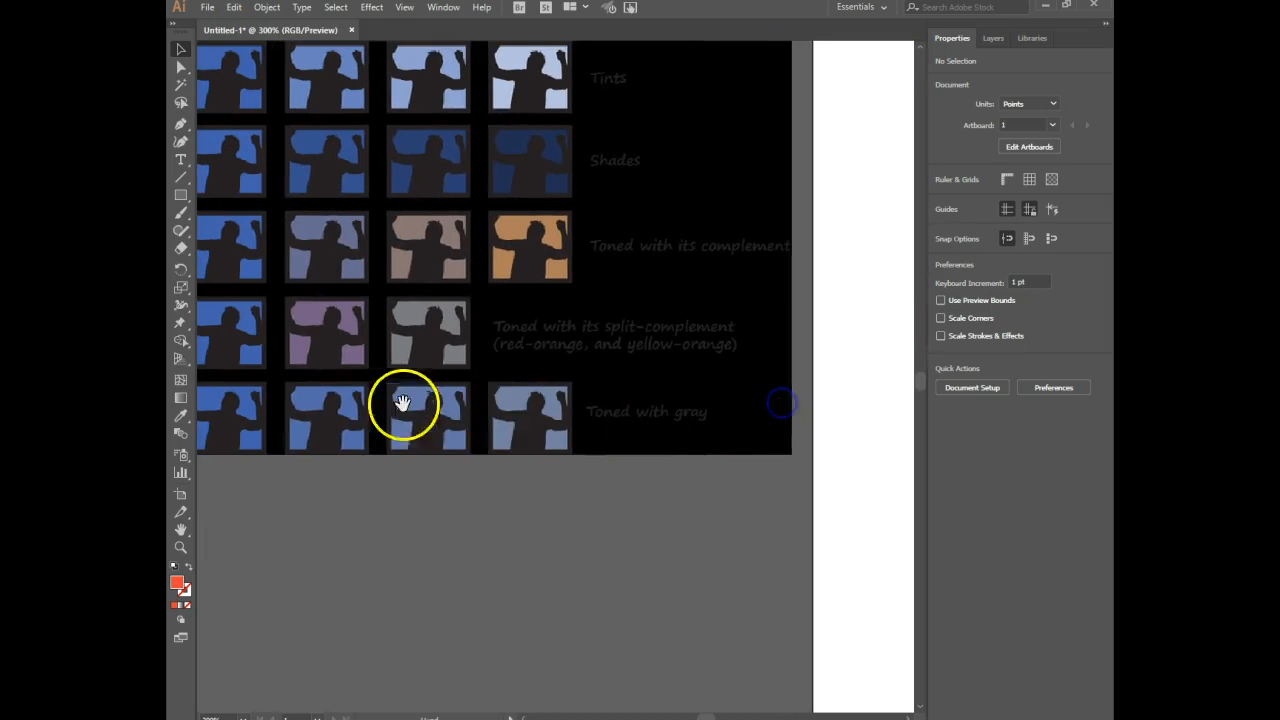 Ai File Edit Object Type Select Effect View Window Help Br St Essentials Search Adobe Stock
Untitled-1* @ 300% (RGB/Preview)
Properties Layers Libraries
No Selection
Document
Units: Points
Artboard: 1
Edit Artboards
Ruler & Grids
Guides
Snap Options
Preferences
Keyboard Increment: 1 pt
Use Preview Bounds
Scale Corners
Scale Strokes & Effects
Quick Actions
Document Setup Preferences
Tints
Shades
Toned with its complement
Toned with its split-complement
(red-orange, and yellow-orange)
Toned with gray